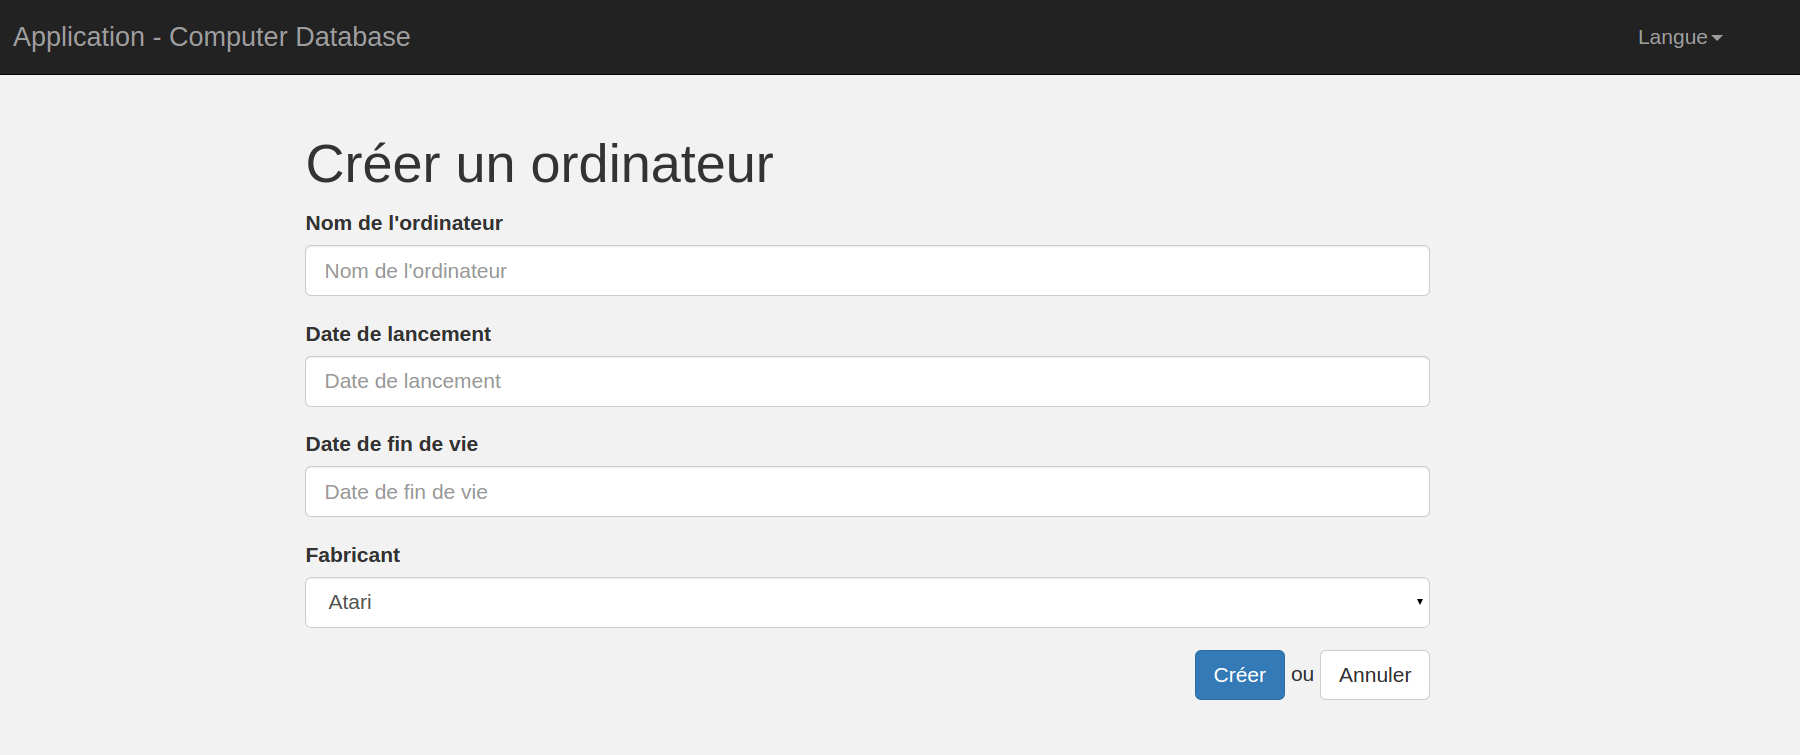 Application - Computer Database
Langue
Créer un ordinateur
Nom de l'ordinateur
Nom de l'ordinateur
Date de lancement
Date de lancement
Date de fin de vie
Date de fin de vie
Fabricant
Atari
Créer ou Annuler